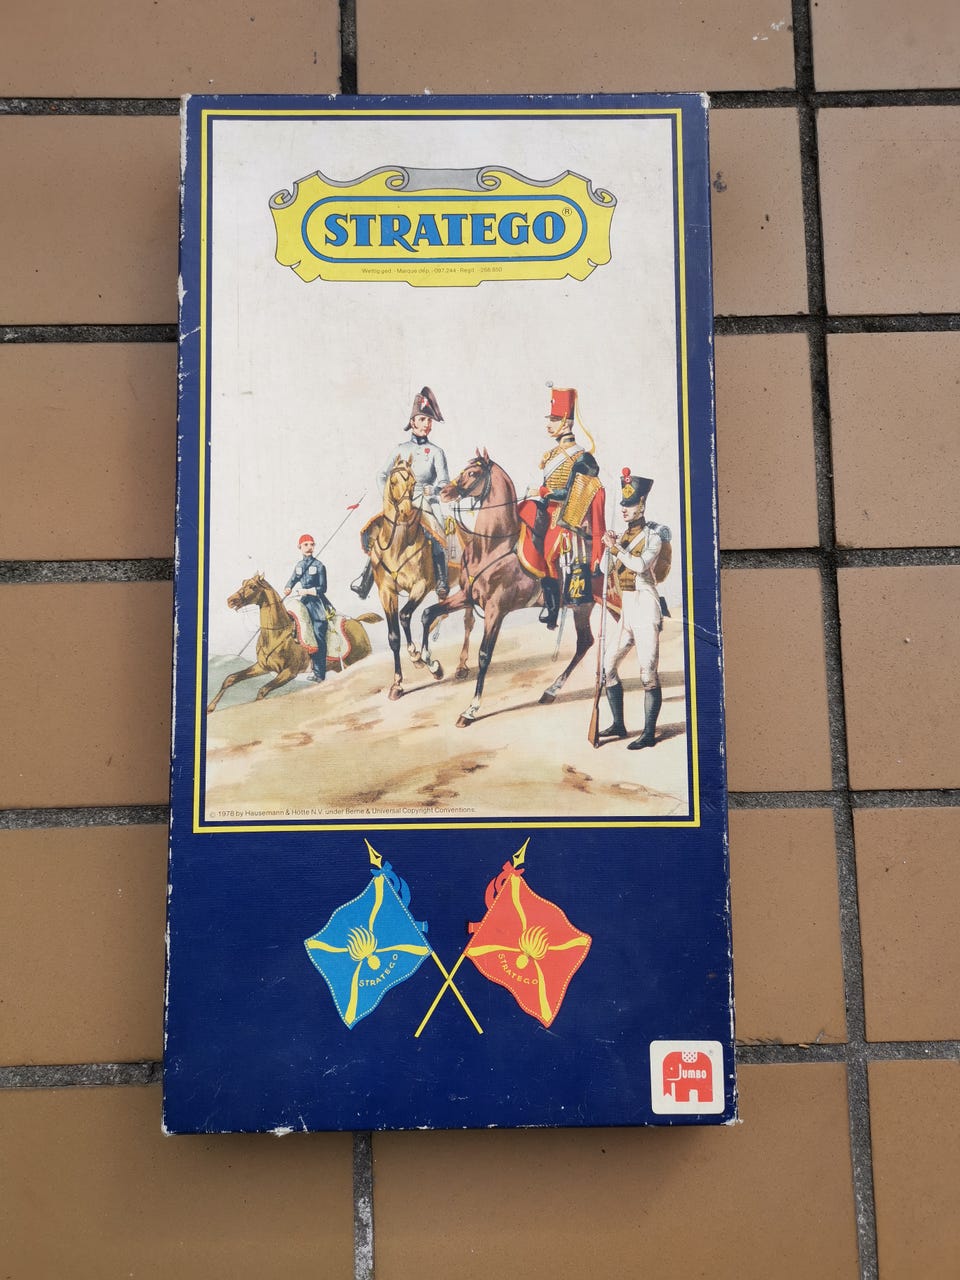 STRATEGO®
Wettig ged. - Marque dép. - 097.244 - Regd. - 268.650
© 1978 by Hausemann & Hötte N.V. under Berne & Universal Copyright Conventions.
STRATEGO
STRATEGO
JUMBO